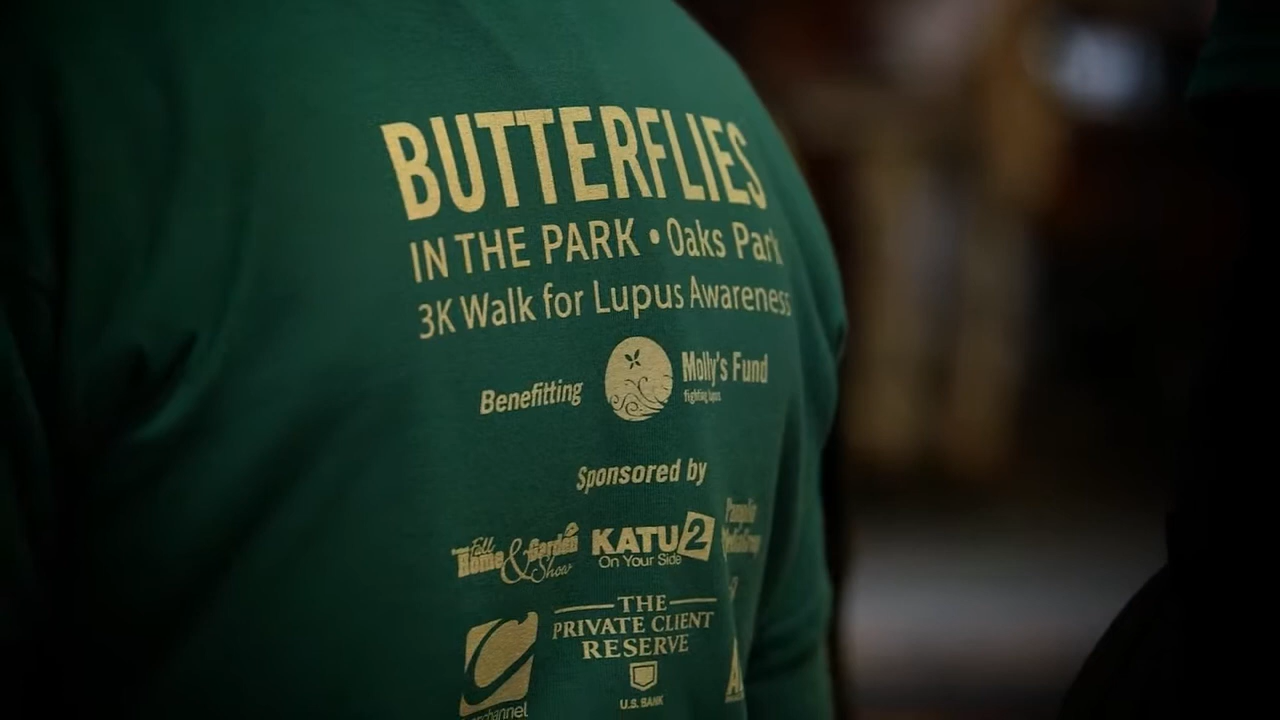 BUTTERFLIES
IN THE PARK • Oaks Park
3K Walk for Lupus Awareness
Benefitting
Molly's Fund
fighting lupus
Sponsored by
Fall
Home & Garden
Show
KATU 2
On Your Side
THE
PRIVATE CLIENT
RESERVE
U.S. BANK